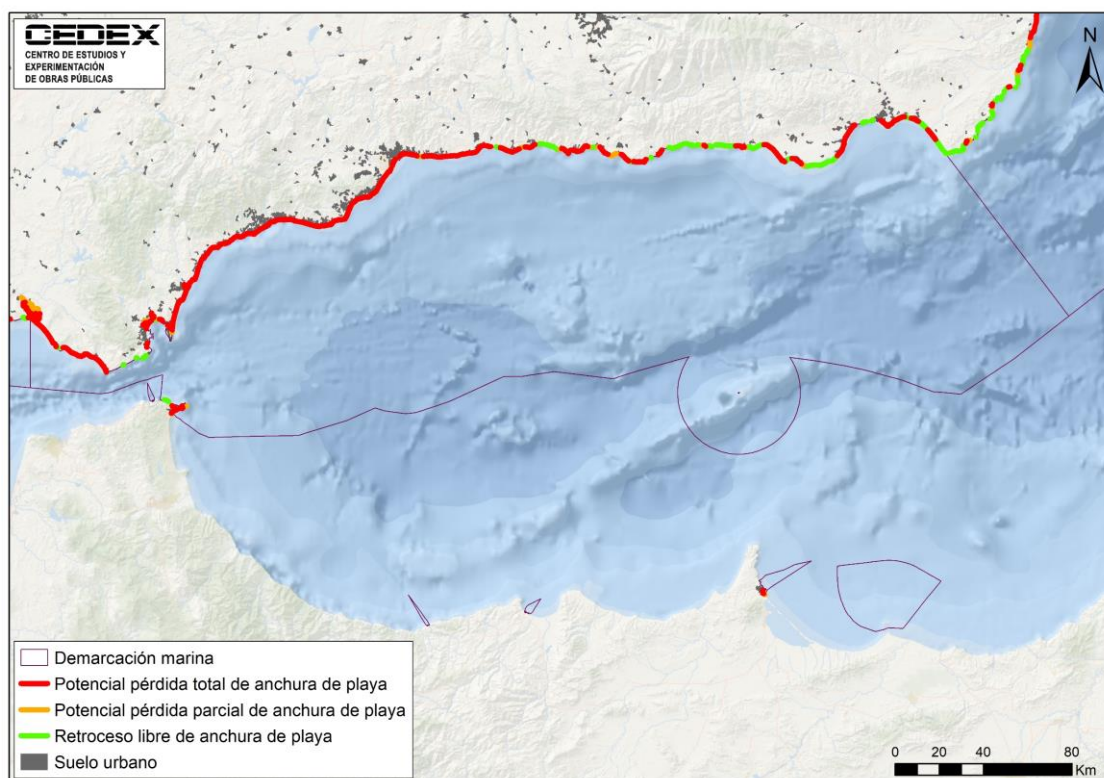 CEDEX
CENTRO DE ESTUDIOS Y
EXPERIMENTACIÓN
DE OBRAS PÚBLICAS
N
Demarcación marina
Potencial pérdida total de anchura de playa
Potencial pérdida parcial de anchura de playa
Retroceso libre de anchura de playa
Suelo urbano
0 20 40 80
Km